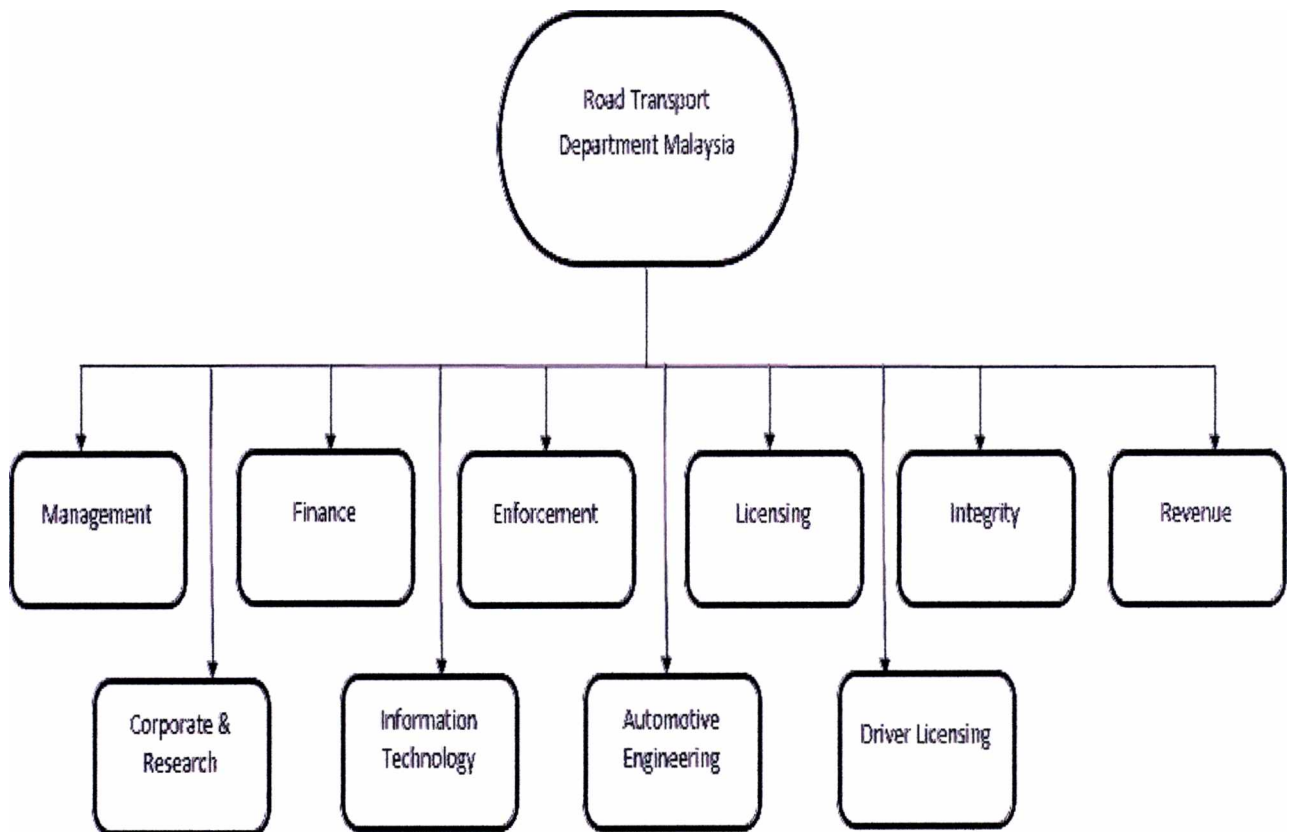 Road Transport
Department Malaysia
Management
Finance
Enforcement
Licensing
Integrity
Revenue
Corporate &
Research
Information
Technology
Automotive
Engineering
Driver Licensing